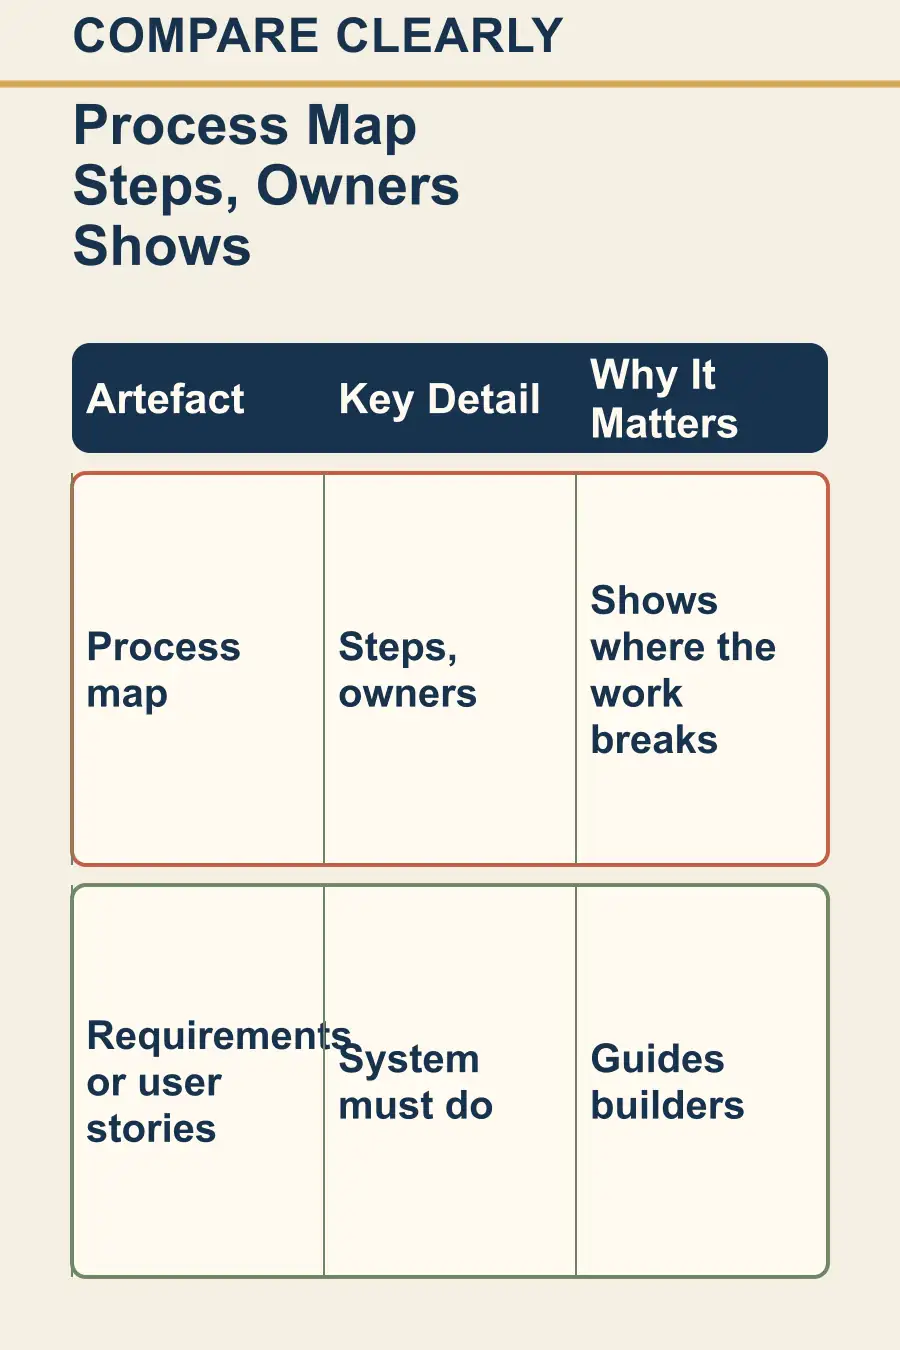 COMPARE CLEARLY
Process Map
Steps, Owners
Shows
Artefact
Key Detail
Why It
Matters
Process
map
Steps,
owners
Shows
where the
work
breaks
Requirements
or user
stories
System
must do
Guides
builders